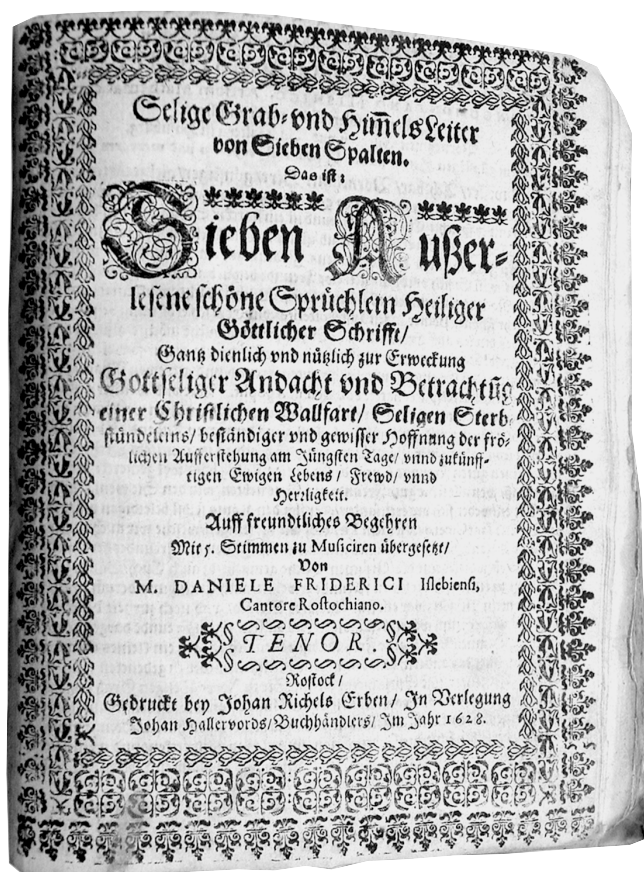 Selige Grab⸗ vnd Him̄elsLeiter
von Sieben Spalten.
Das ist:
Sieben Außer⸗
lesene schöne Sprüchlein Heiliger
Göttlicher Schrifft/
Gantz dienlich vnd nützlich zur Erweckung
Gottseliger Andacht vnd Betrachtūg
einer Christlichen Wallfart/ Seligen Sterb⸗
stündeleins/ beständiger vnd gewisser Hoffnung der frö⸗
lichen Aufferstehung am Jüngsten Tage/ vnnd zukünff⸗
tigen Ewigen Lebens/ Frewd/ vnnd
Herrligkeit.
Auff freundtliches Begehren
Mit 5. Stimmen zu Musiciren übergesetzt/
Von
M. DANIELE FRIDERICI Islebiensi,
Cantore Rostochiano.
TENOR.
Rostock/
Gedruckt bey Johan Richels Erben/ In Verlegung
Johan Hallervords/Buchhändlers/ Im Jahr 1628.